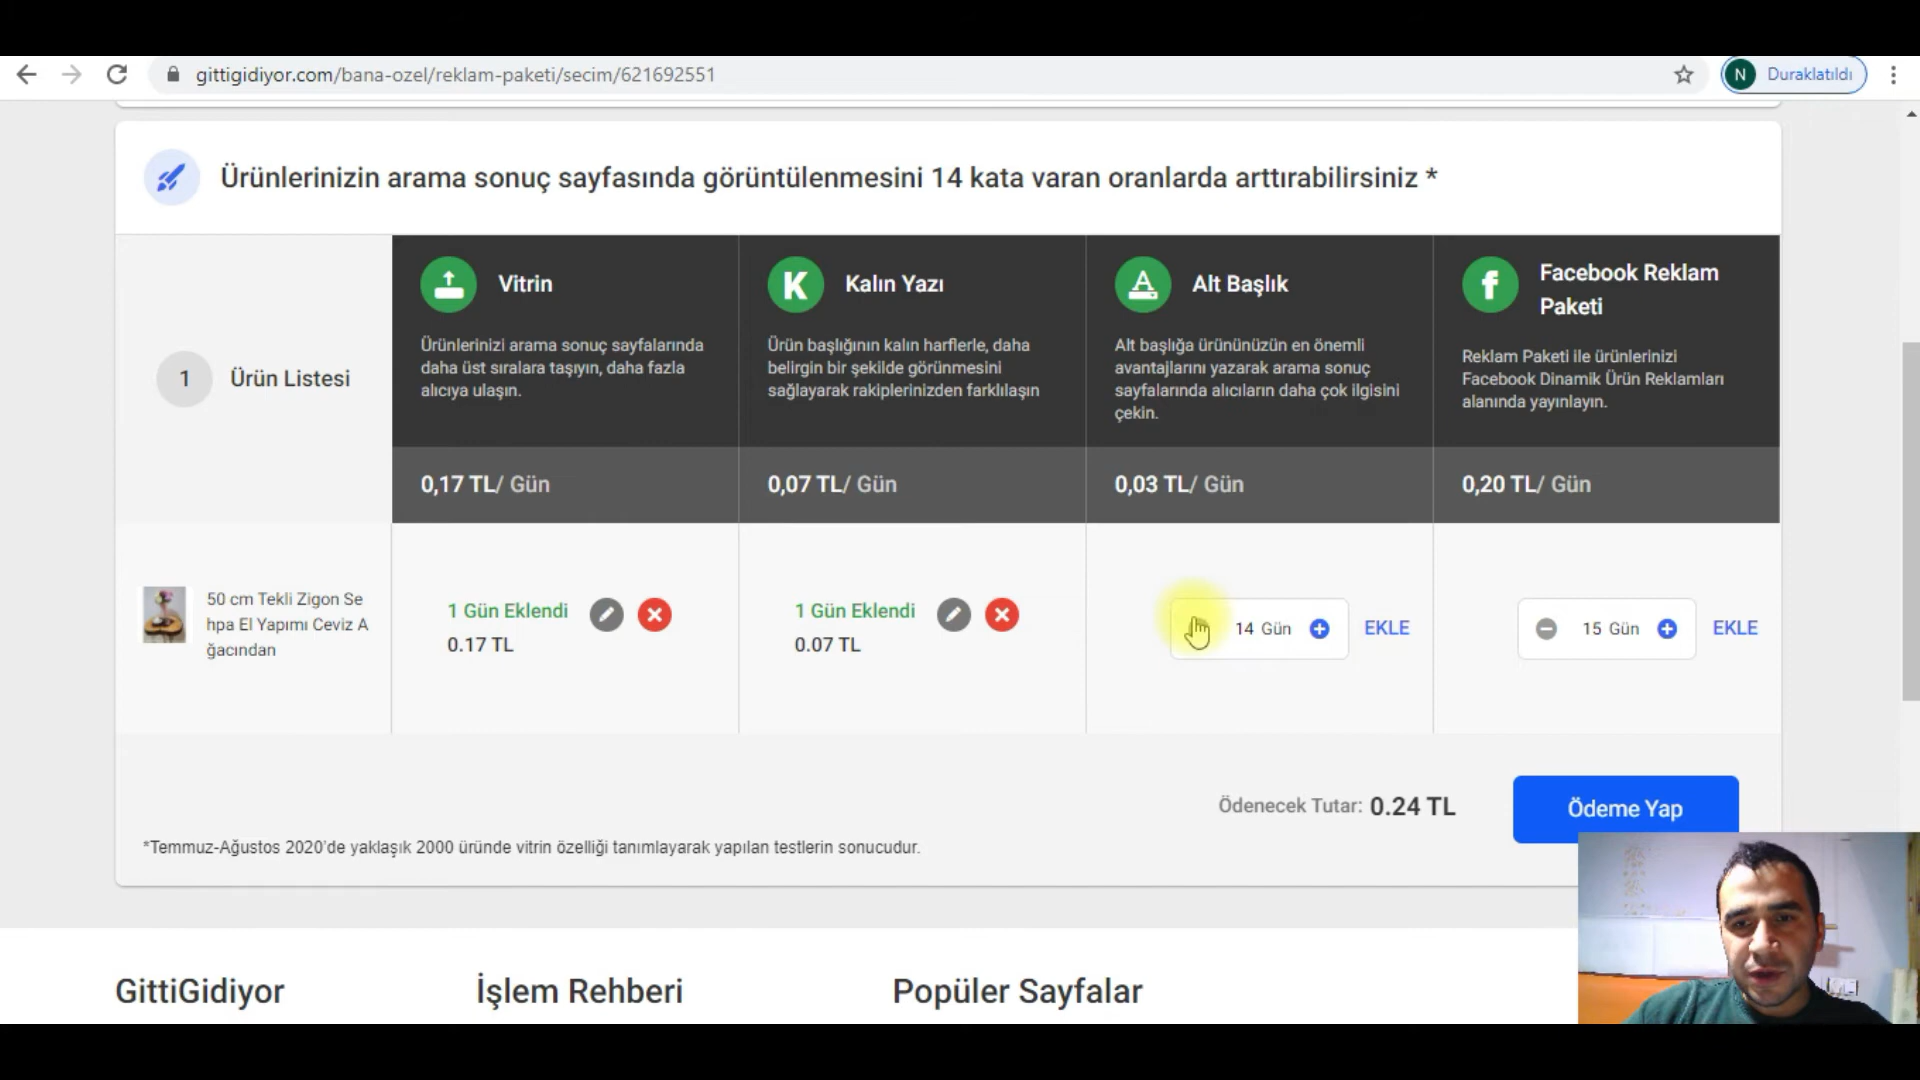 gittigidiyor.com/bana-ozel/reklam-paketi/secim/621692551
N
Duraklatıldı
Ürünlerinizin arama sonuç sayfasında görüntülenmesini 14 kata varan oranlarda arttırabilirsiniz *
1
Ürün Listesi
Vitrin
Ürünlerinizi arama sonuç sayfalarında
daha üst sıralara taşıyın, daha fazla
alıcıya ulaşın.
0,17 TL/ Gün
K
Kalın Yazı
Ürün başlığının kalın harflerle, daha
belirgin bir şekilde görünmesini
sağlayarak rakiplerinizden farklılaşın
0,07 TL/ Gün
A
Alt Başlık
Alt başlığa ürününüzün en önemli
avantajlarını yazarak arama sonuç
sayfalarında alıcıların daha çok ilgisini
çekin.
0,03 TL/ Gün
f
Facebook Reklam
Paketi
Reklam Paketi ile ürünlerinizi
Facebook Dinamik Ürün Reklamları
alanında yayınlayın.
0,20 TL/ Gün
50 cm Tekli Zigon Se
hpa El Yapımı Ceviz A
ğacından
1 Gün Eklendi
0.17 TL
1 Gün Eklendi
0.07 TL
14 Gün
EKLE
15 Gün
EKLE
Ödenecek Tutar: 0.24 TL
Ödeme Yap
*Temmuz-Ağustos 2020'de yaklaşık 2000 üründe vitrin özelliği tanımlayarak yapılan testlerin sonucudur.
GittiGidiyor
İşlem Rehberi
Popüler Sayfalar